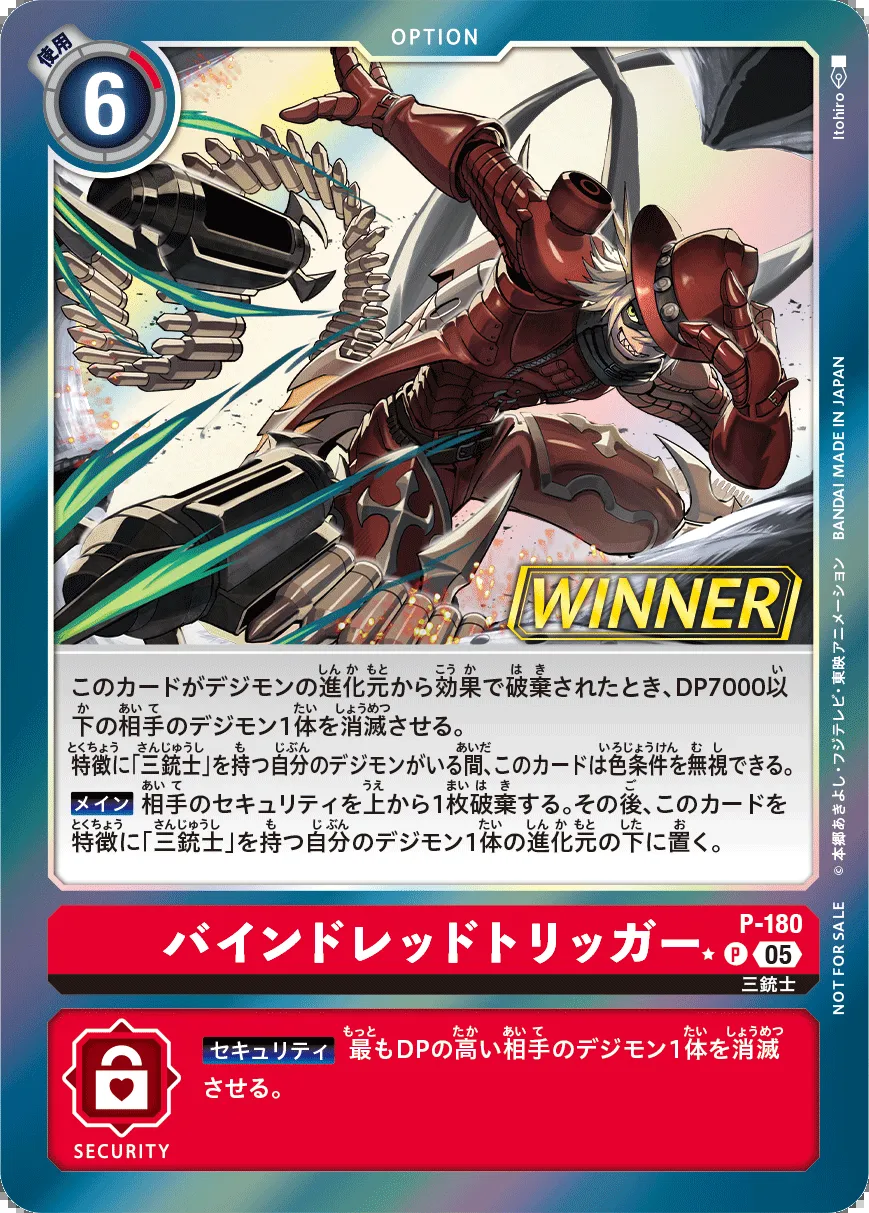 OPTION
使用
6
Itohiro
WINNER
このカードがデジモンの進化元から効果で破棄されたとき、DP7000以
下の相手のデジモン1体を消滅させる。
特徴に「三銃士」を持つ自分のデジモンがいる間、このカードは色条件を無視できる。
メイン 相手のセキュリティを上から1枚破棄する。その後、このカードを
特徴に「三銃士」を持つ自分のデジモン1体の進化元の下に置く。
バインドレッドトリッガー
P-180
P 05
三銃士
セキュリティ 最もDPの高い相手のデジモン1体を消滅
させる。
SECURITY
NOT FOR SALE © 本郷あきよし・フジテレビ・東映アニメーション BANDAI MADE IN JAPAN